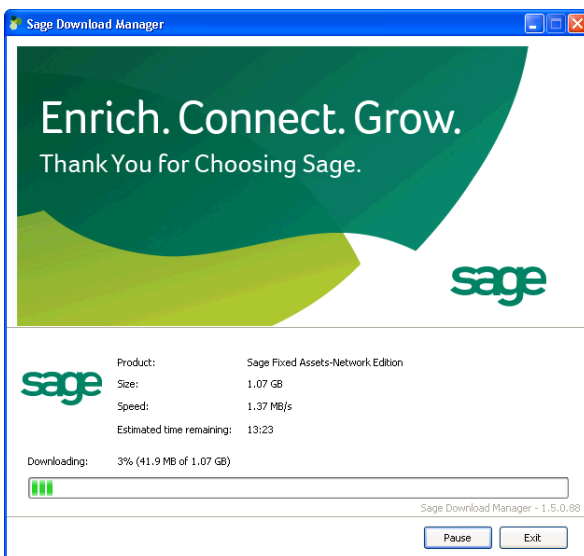 Sage Download Manager
Enrich. Connect. Grow.
Thank You for Choosing Sage.
sage
sage
Product: Sage Fixed Assets-Network Edition
Size: 1.07 GB
Speed: 1.37 MB/s
Estimated time remaining: 13:23
Downloading: 3% (41.9 MB of 1.07 GB)
Sage Download Manager - 1.5.0.88
Pause Exit